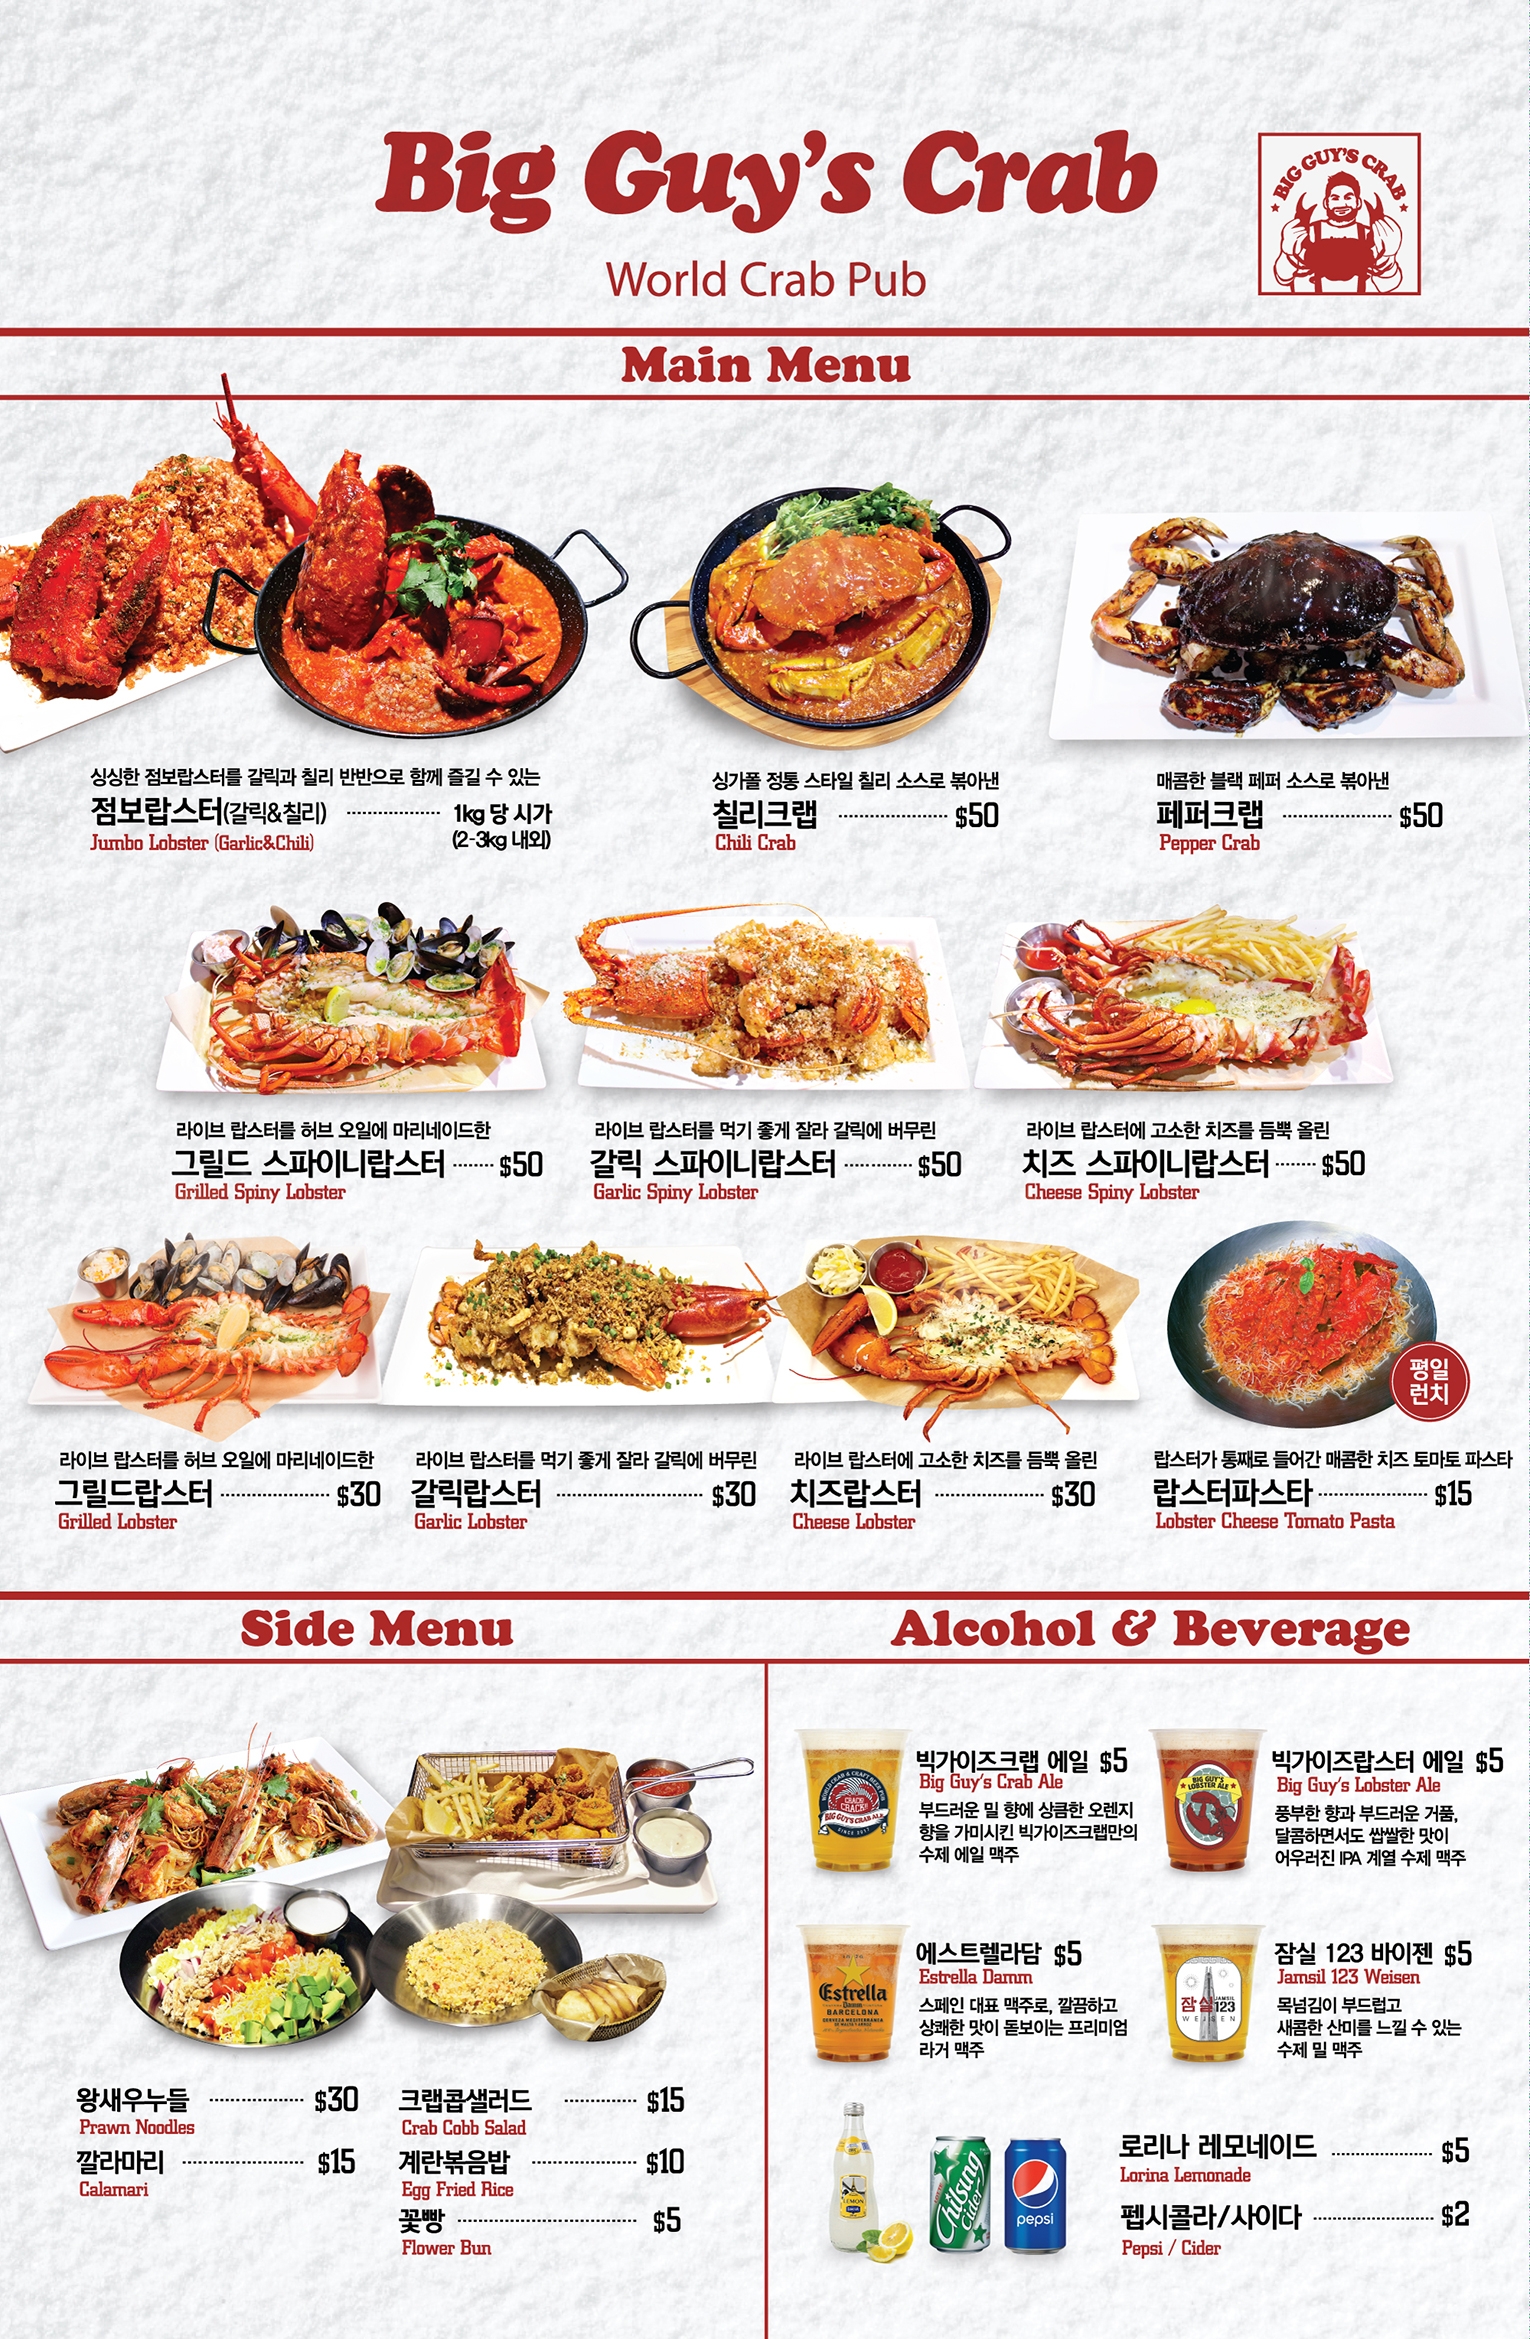 Big Guy's Crab
World Crab Pub
BIG GUY'S CRAB
Main Menu
싱싱한 점보랍스터를 갈릭과 칠리 반반으로 함께 즐길 수 있는
점보랍스터(갈릭&칠리) 1kg 당 시가
Jumbo Lobster (Garlic&Chili) (2-3kg 내외)
싱가폴 정통 스타일 칠리 소스로 볶아낸
칠리크랩 $50
Chili Crab
매콤한 블랙 페퍼 소스로 볶아낸
페퍼크랩 $50
Pepper Crab
라이브 랍스터를 허브 오일에 마리네이드한
그릴드 스파이니랍스터 $50
Grilled Spiny Lobster
라이브 랍스터를 먹기 좋게 잘라 갈릭에 버무린
갈릭 스파이니랍스터 $50
Garlic Spiny Lobster
라이브 랍스터에 고소한 치즈를 듬뿍 올린
치즈 스파이니랍스터 $50
Cheese Spiny Lobster
라이브 랍스터를 허브 오일에 마리네이드한
그릴드랍스터 $30
Grilled Lobster
라이브 랍스터를 먹기 좋게 잘라 갈릭에 버무린
갈릭랍스터 $30
Garlic Lobster
라이브 랍스터에 고소한 치즈를 듬뿍 올린
치즈랍스터 $30
Cheese Lobster
평일
런치
랍스터가 통째로 들어간 매콤한 치즈 토마토 파스타
랍스터파스타 $15
Lobster Cheese Tomato Pasta
Side Menu
왕새우누들 $30
Prawn Noodles
깔라마리 $15
Calamari
크랩콥샐러드 $15
Crab Cobb Salad
계란볶음밥 $10
Egg Fried Rice
꽃빵 $5
Flower Bun
Alcohol & Beverage
WORLD CRAB & CRAFT BEER PUB
CRACK!
CRACK!!
BIG GUY'S CRAB ALE
SINCE 2017
빅가이즈크랩 에일 $5
Big Guy's Crab Ale
부드러운 밀 향에 상큼한 오렌지
향을 가미시킨 빅가이즈크랩만의
수제 에일 맥주
BIG GUY'S
LOBSTER ALE
빅가이즈랍스터 에일 $5
Big Guy's Lobster Ale
풍부한 향과 부드러운 거품,
달콤하면서도 쌉쌀한 맛이
어우러진 IPA 계열 수제 맥주
Estrella
Damm
BARCELONA
에스트렐라담 $5
Estrella Damm
스페인 대표 맥주로, 깔끔하고
상쾌한 맛이 돋보이는 프리미엄
라거 맥주
잠실 JAMSIL 123
WEISEN
잠실 123 바이젠 $5
Jamsil 123 Weisen
목넘김이 부드럽고
새콤한 산미를 느낄 수 있는
수제 밀 맥주
LEMON
Chilsung
Cider
pepsi
로리나 레모네이드 $5
Lorina Lemonade
펩시콜라/사이다 $2
Pepsi / Cider